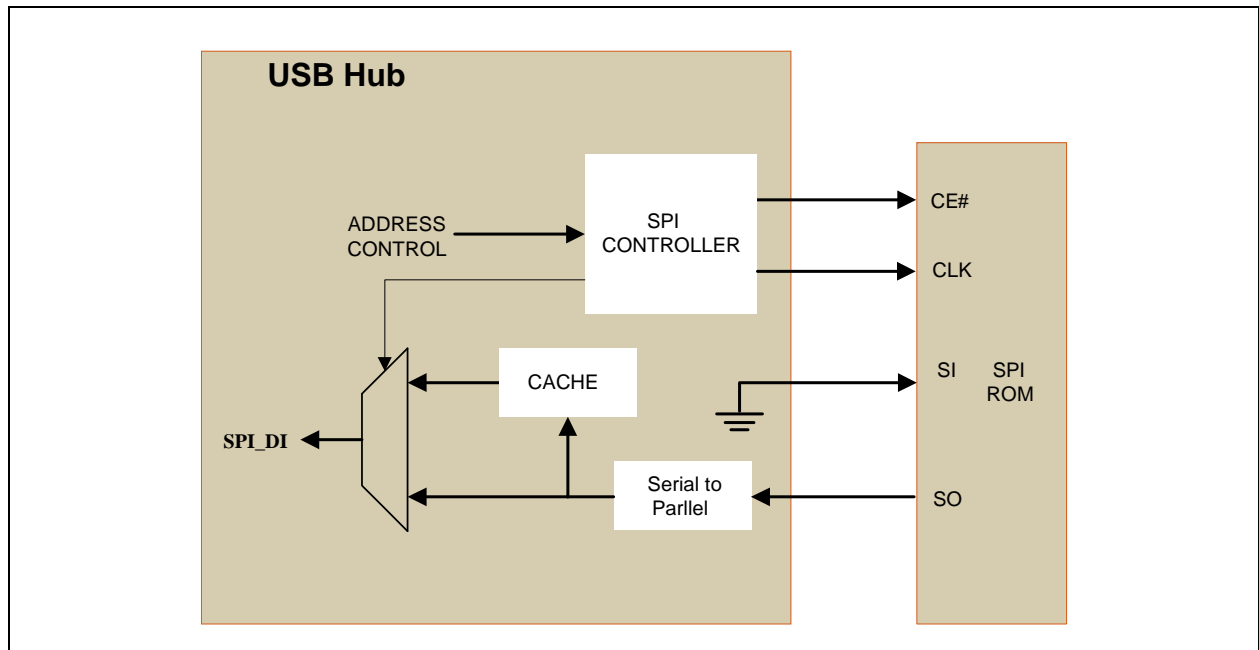 USB Hub
ADDRESS
CONTROL
SPI
CONTROLLER
CE#
CLK
CACHE
SI SPI
ROM
SPI_DI
Serial to
Parllel
SO